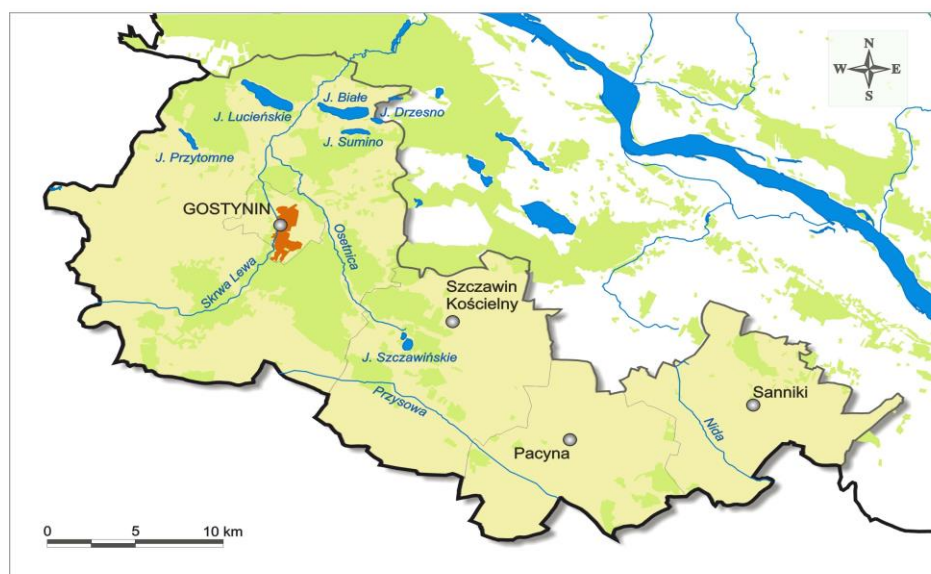 N
W E
S
J. Białe
J. Lucieńskie
J. Drzesno
J. Sumino
J. Przytomne
GOSTYNIN
Osetnica
Skrwa Lewa
Szczawin
Kościelny
J. Szczawińskie
Przysowa
Nida
Sanniki
Pacyna
0 5 10 km